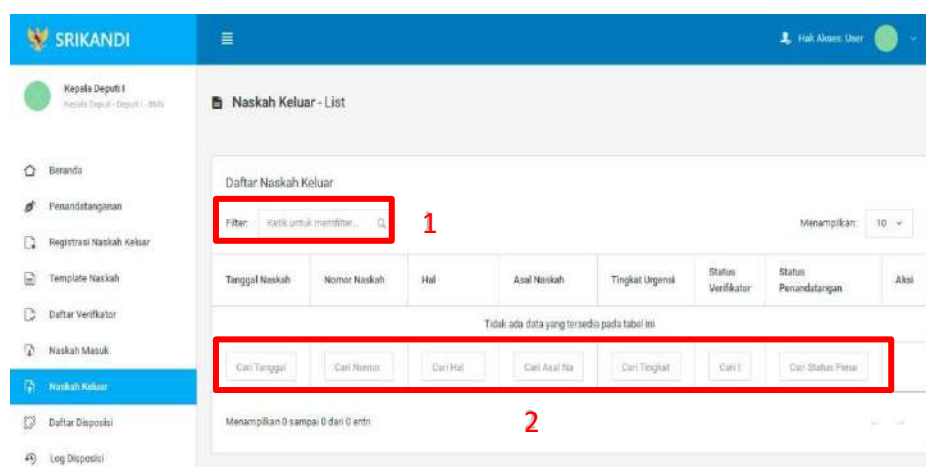 SRIKANDI
Hak Akses: User
Kepala Deputi I
Kepala Deputi - Deputi I -
Naskah Keluar - List
Beranda
Penandatanganan
Registrasi Naskah Keluar
Template Naskah
Daftar Verifikator
Naskah Masuk
Naskah Keluar
Daftar Disposisi
Log Disposisi
Daftar Naskah Keluar
Filter: Ketik untuk memfilter...
1
Menampilkan: 10
Tanggal Naskah Nomor Naskah Hal Asal Naskah Tingkat Urgensi Status Verifikator Status Penandatangan Aksi
Tidak ada data yang tersedia pada tabel ini
Cari Tanggal Cari Nomor Cari Hal Cari Asal Na Cari Tingkat Cari S Cari Status Penai
Menampilkan 0 sampai 0 dari 0 entri
2